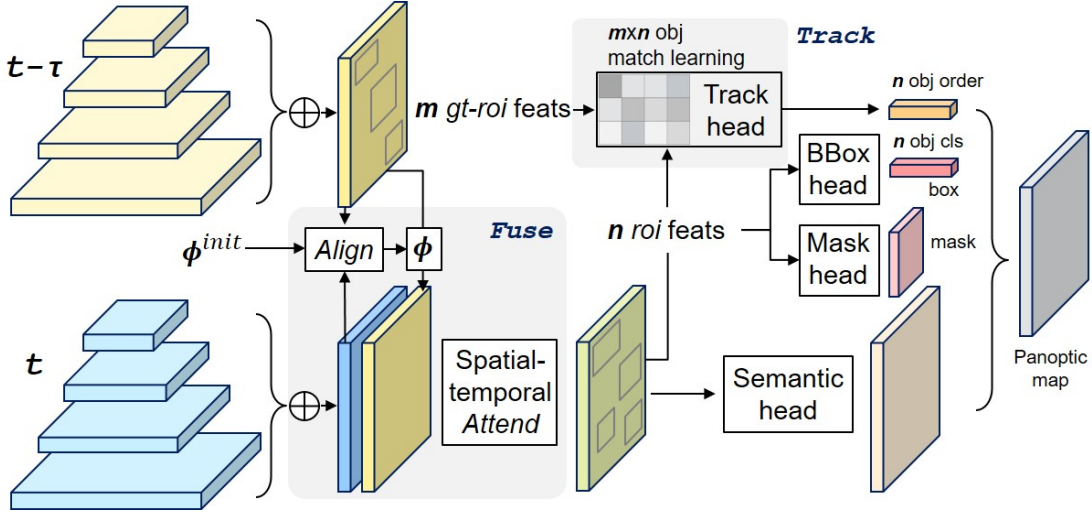 t-τ
m gt-roi feats
mxn obj
match learning
Track
Track
head
n obj order
BBox
head
n obj cls
box
Fuse
ϕ^{init}
Align
ϕ
n roi feats
Mask
head
mask
t
Spatial-
temporal
Attend
Semantic
head
Panoptic
map